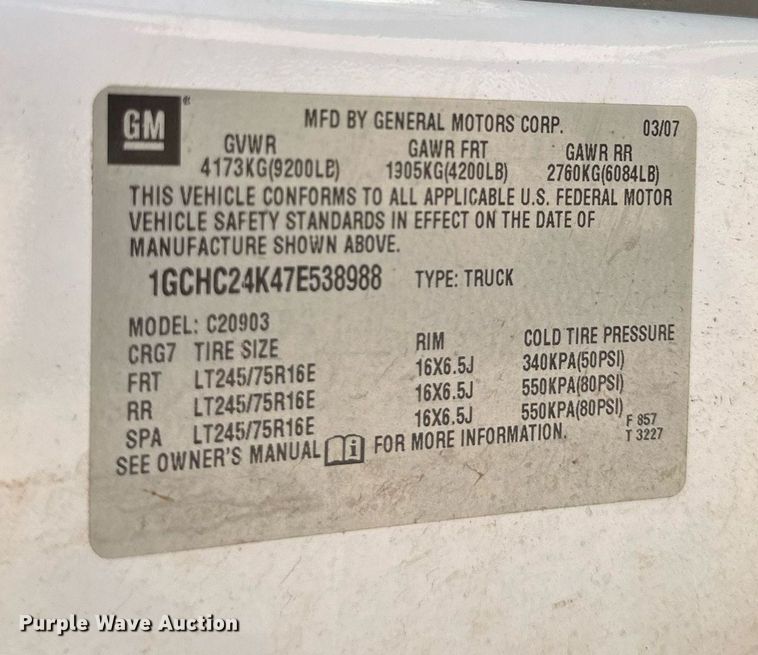 GM
®
MFD BY GENERAL MOTORS CORP. 03/07
GVWR GAWR FRT GAWR RR
4173KG(9200LB) 1905KG(4200LB) 2760KG(6084LB)
THIS VEHICLE CONFORMS TO ALL APPLICABLE U.S. FEDERAL MOTOR
VEHICLE SAFETY STANDARDS IN EFFECT ON THE DATE OF
MANUFACTURE SHOWN ABOVE.
1GCHC24K47E538988 TYPE: TRUCK
MODEL: C20903
CRG7 TIRE SIZE RIM COLD TIRE PRESSURE
FRT LT245/75R16E 16X6.5J 340KPA(50PSI)
RR LT245/75R16E 16X6.5J 550KPA(80PSI)
SPA LT245/75R16E 16X6.5J 550KPA(80PSI)
F 857
T 3227
SEE OWNER'S MANUAL i FOR MORE INFORMATION.
Purple Wave Auction